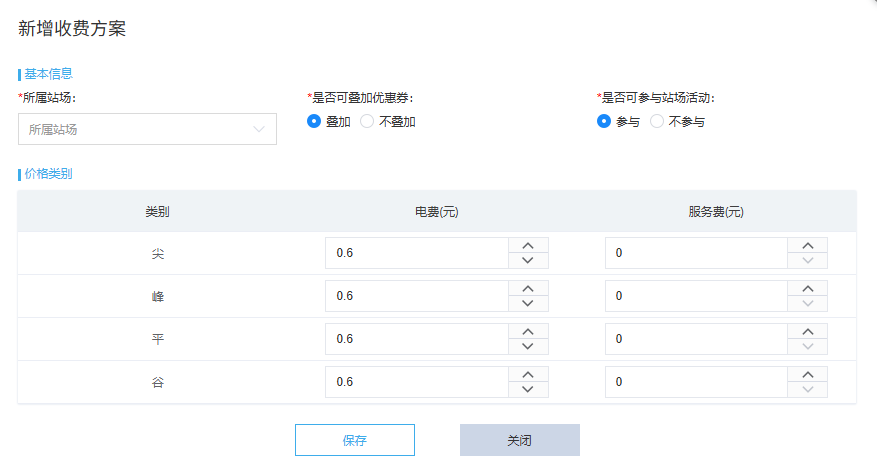 新增收费方案
基本信息
*所属站场: *是否可叠加优惠券: *是否可参与站场活动:
所属站场 叠加 不叠加 参与 不参与
价格类别
类别 电费(元) 服务费(元)
尖 0.6 0
峰 0.6 0
平 0.6 0
谷 0.6 0
保存 关闭